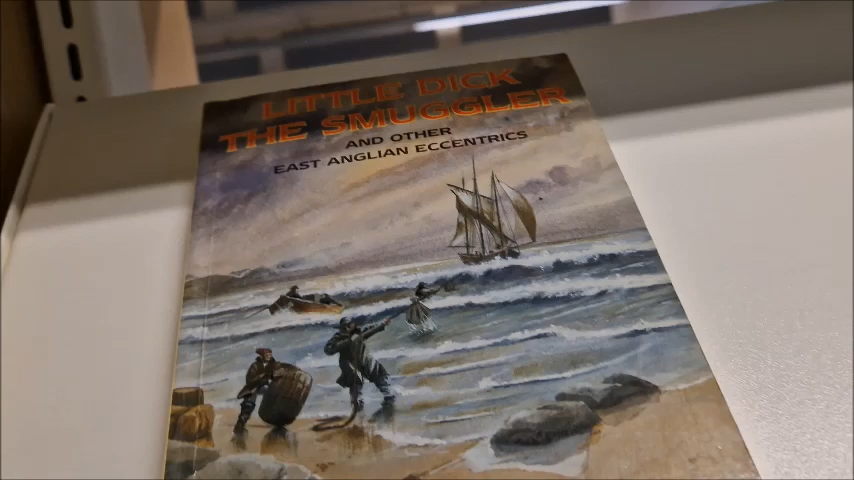 LITTLE DICK
THE SMUGGLER
AND OTHER
EAST ANGLIAN ECCENTRICS